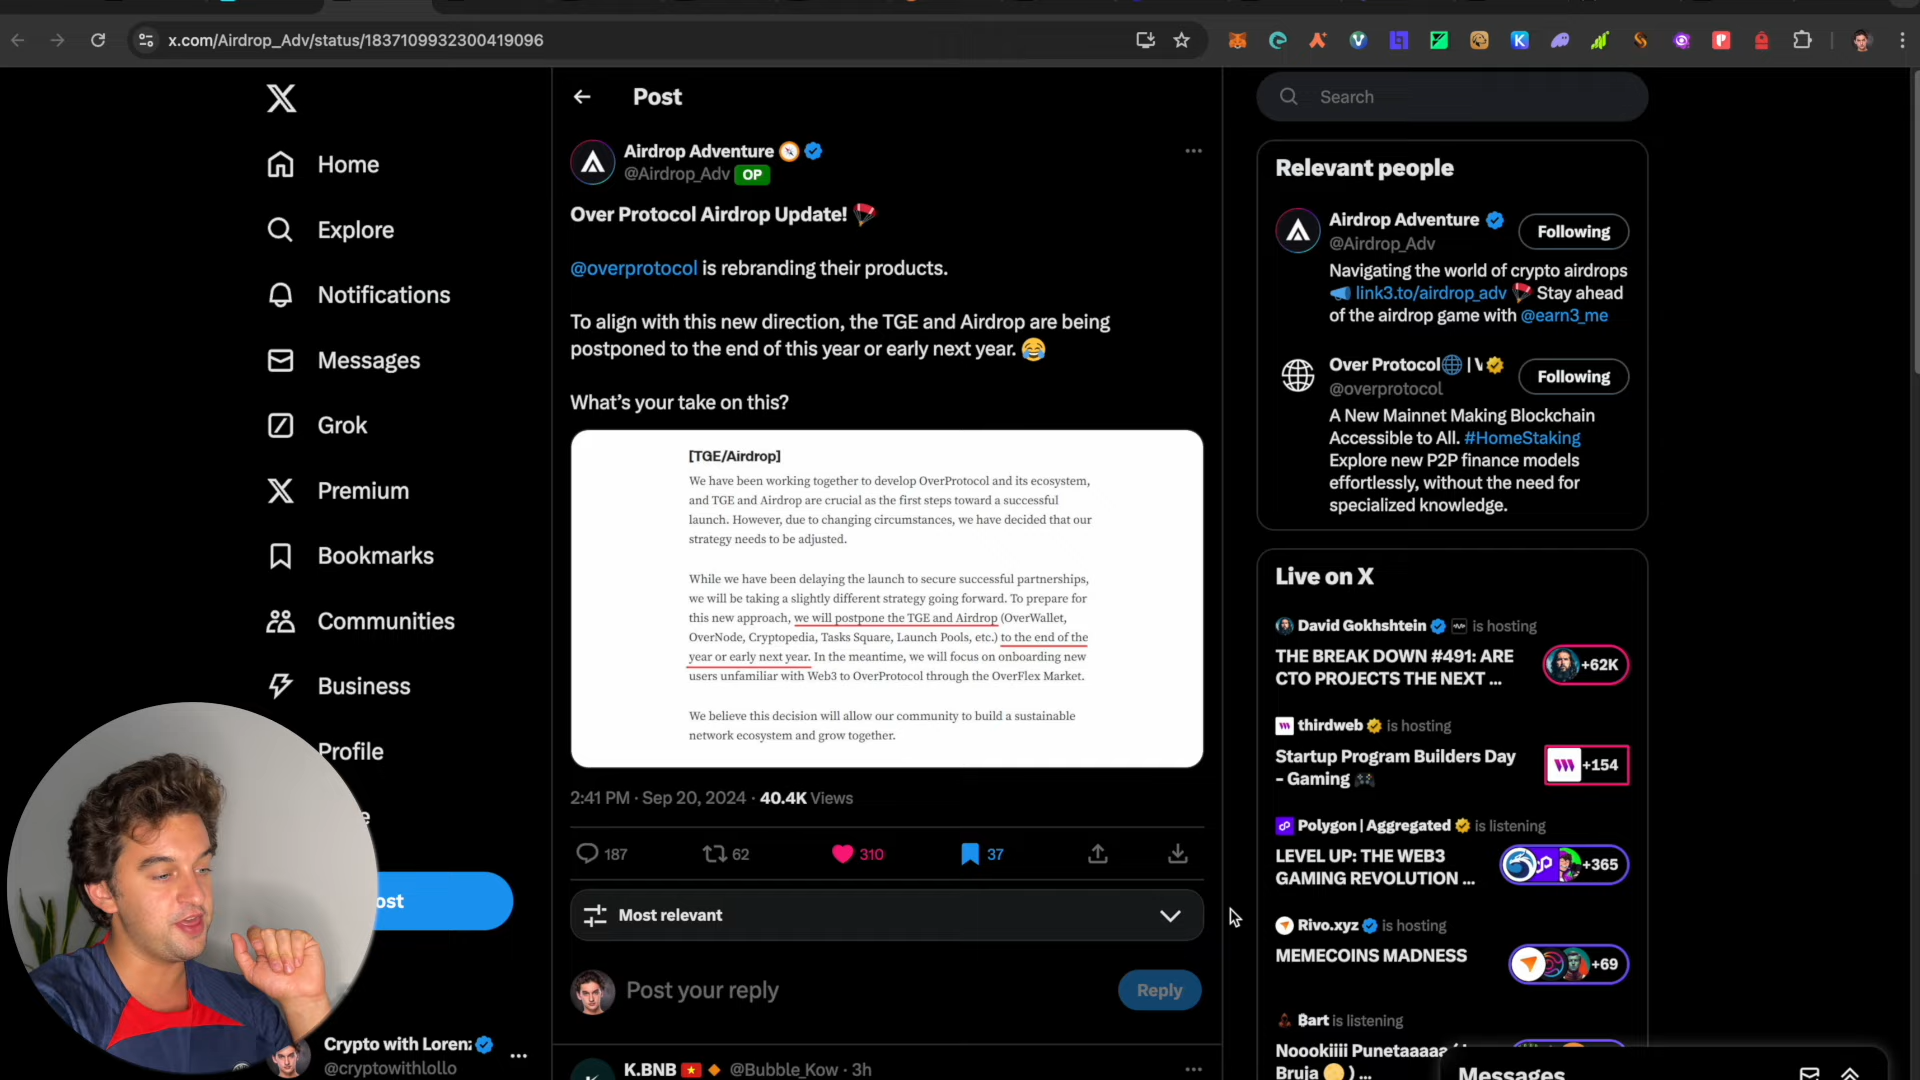 x.com/Airdrop_Adv/status/1837109932300419096
Home
Explore
Notifications
Messages
Grok
Premium
Bookmarks
Communities
Business
Profile
ost
Crypto with Loren
@cryptowithlollo
Post
Airdrop Adventure
@Airdrop_Adv OP
Over Protocol Airdrop Update!
@overprotocol is rebranding their products.
To align with this new direction, the TGE and Airdrop are being
postponed to the end of this year or early next year.
What's your take on this?
[TGE/Airdrop]
We have been working together to develop OverProtocol and its ecosystem,
and TGE and Airdrop are crucial as the first steps toward a successful
launch. However, due to changing circumstances, we have decided that our
strategy needs to be adjusted.
While we have been delaying the launch to secure successful partnerships,
we will be taking a slightly different strategy going forward. To prepare for
this new approach, we will postpone the TGE and Airdrop (OverWallet,
OverNode, Cryptopedia, Tasks Square, Launch Pools, etc.) to the end of the
year or early next year. In the meantime, we will focus on onboarding new
users unfamiliar with Web3 to OverProtocol through the OverFlex Market.
We believe this decision will allow our community to build a sustainable
network ecosystem and grow together.
2:41 PM · Sep 20, 2024 · 40.4K Views
187 62 310 37
Most relevant
Post your reply
Reply
K.BNB @Bubble_Kow · 3h
Search
Relevant people
Airdrop Adventure
@Airdrop_Adv
Following
Navigating the world of crypto airdrops
link3.to/airdrop_adv Stay ahead
of the airdrop game with @earn3_me
Over Protocol | V
@overprotocol
Following
A New Mainnet Making Blockchain
Accessible to All. #HomeStaking
Explore new P2P finance models
effortlessly, without the need for
specialized knowledge.
Live on X
David Gokhshtein is hosting
THE BREAK DOWN #491: ARE
CTO PROJECTS THE NEXT ...
+62K
thirdweb is hosting
Startup Program Builders Day
- Gaming
+154
Polygon | Aggregated is listening
LEVEL UP: THE WEB3
GAMING REVOLUTION ...
+365
Rivo.xyz is hosting
MEMECOINS MADNESS
+69
₿art is listening
Noookiiii Punetaaaaa
Bruja ) ...
Messages